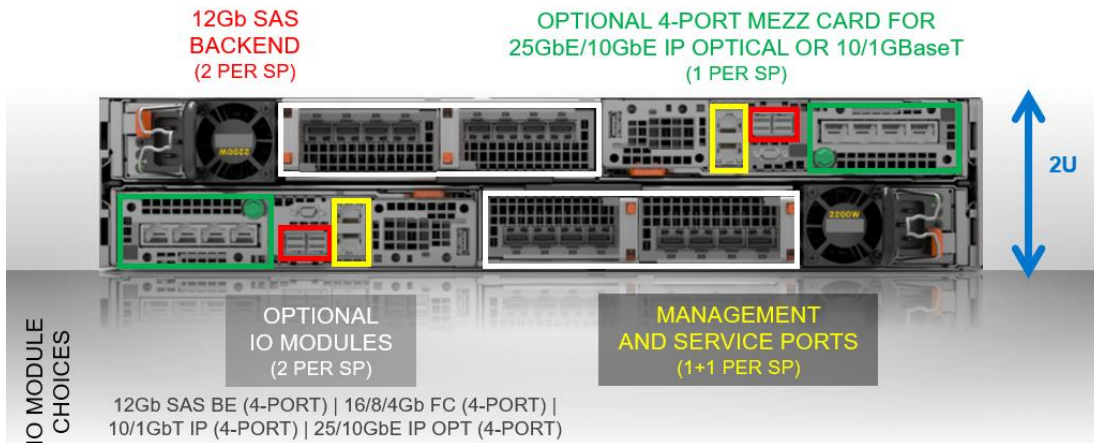 12Gb SAS
BACKEND
(2 PER SP)
OPTIONAL 4-PORT MEZZ CARD FOR
25GbE/10GbE IP OPTICAL OR 10/1GBaseT
(1 PER SP)
2200W
2U
2200W
OPTIONAL
IO MODULES
(2 PER SP)
MANAGEMENT
AND SERVICE PORTS
(1+1 PER SP)
IO MODULE
CHOICES
12Gb SAS BE (4-PORT) | 16/8/4Gb FC (4-PORT) |
10/1GbT IP (4-PORT) | 25/10GbE IP OPT (4-PORT)